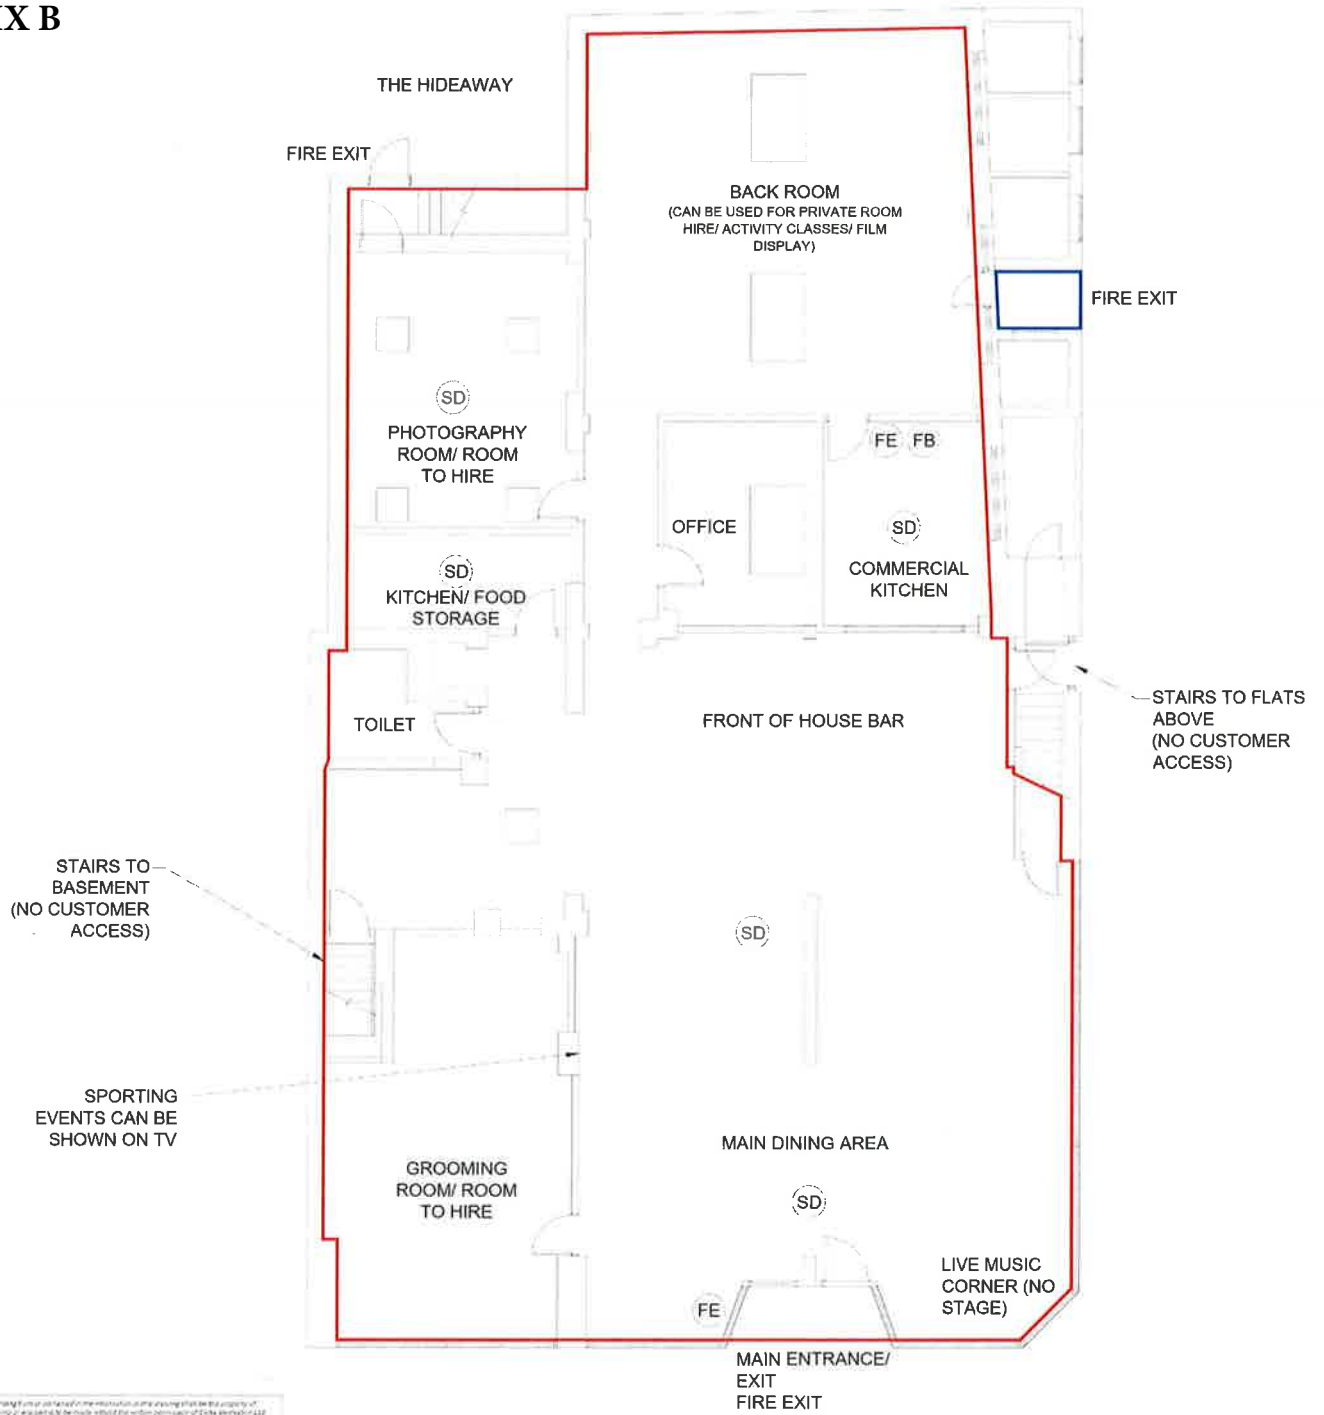 IX B
THE HIDEAWAY
FIRE EXIT
BACK ROOM
(CAN BE USED FOR PRIVATE ROOM
HIRE/ ACTIVITY CLASSES/ FILM
DISPLAY)
FIRE EXIT
SD
PHOTOGRAPHY
ROOM/ ROOM
TO HIRE
FE FB
OFFICE
SD
COMMERCIAL
KITCHEN
SD
KITCHEN/ FOOD
STORAGE
TOILET
FRONT OF HOUSE BAR
STAIRS TO FLATS
ABOVE
(NO CUSTOMER
ACCESS)
STAIRS TO
BASEMENT
(NO CUSTOMER
ACCESS)
SD
SPORTING
EVENTS CAN BE
SHOWN ON TV
MAIN DINING AREA
GROOMING
ROOM/ ROOM
TO HIRE
SD
LIVE MUSIC
CORNER (NO
STAGE)
FE
MAIN ENTRANCE/
EXIT
FIRE EXIT